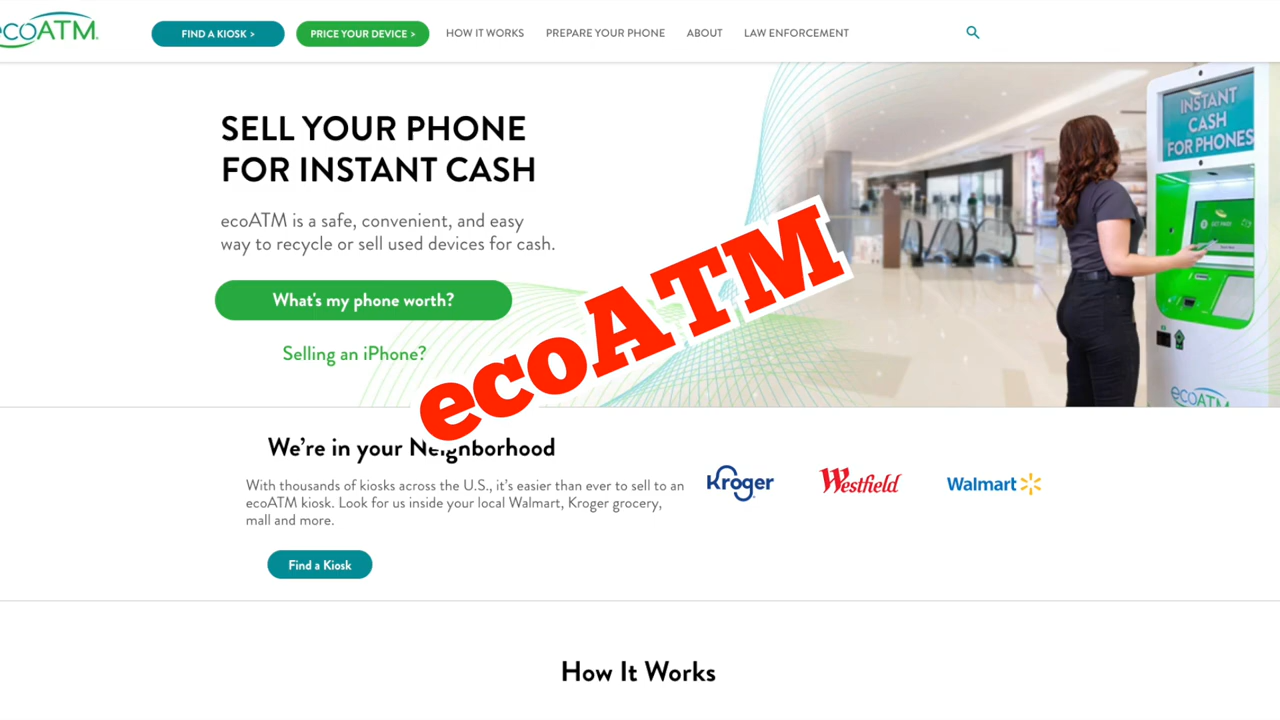 ecoATM
FIND A KIOSK >
PRICE YOUR DEVICE >
HOW IT WORKS
PREPARE YOUR PHONE
ABOUT
LAW ENFORCEMENT
SELL YOUR PHONE
FOR INSTANT CASH
ecoATM is a safe, convenient, and easy
way to recycle or sell used devices for cash.
What's my phone worth?
Selling an iPhone?
INSTANT
CASH
FOR PHONES
ecoATM
ecoATM
We're in your Neighborhood
With thousands of kiosks across the U.S., it's easier than ever to sell to an
ecoATM kiosk. Look for us inside your local Walmart, Kroger grocery,
mall and more.
Kroger
Westfield
Walmart
Find a Kiosk
How It Works